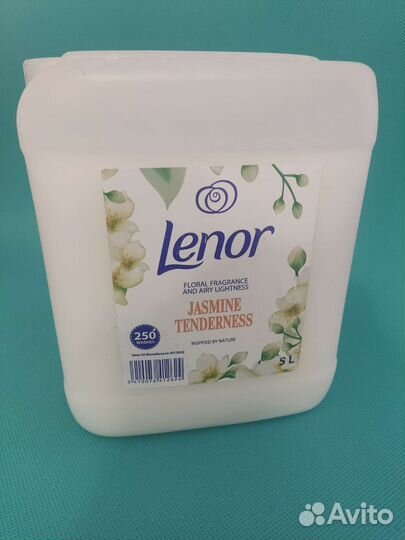 Lenor
FLORAL FRAGRANCE
AND AIRY LIGHTNESS
JASMINE
TENDERNESS
INSPIRED BY NATURE
250
WASHES
5 L
Avito